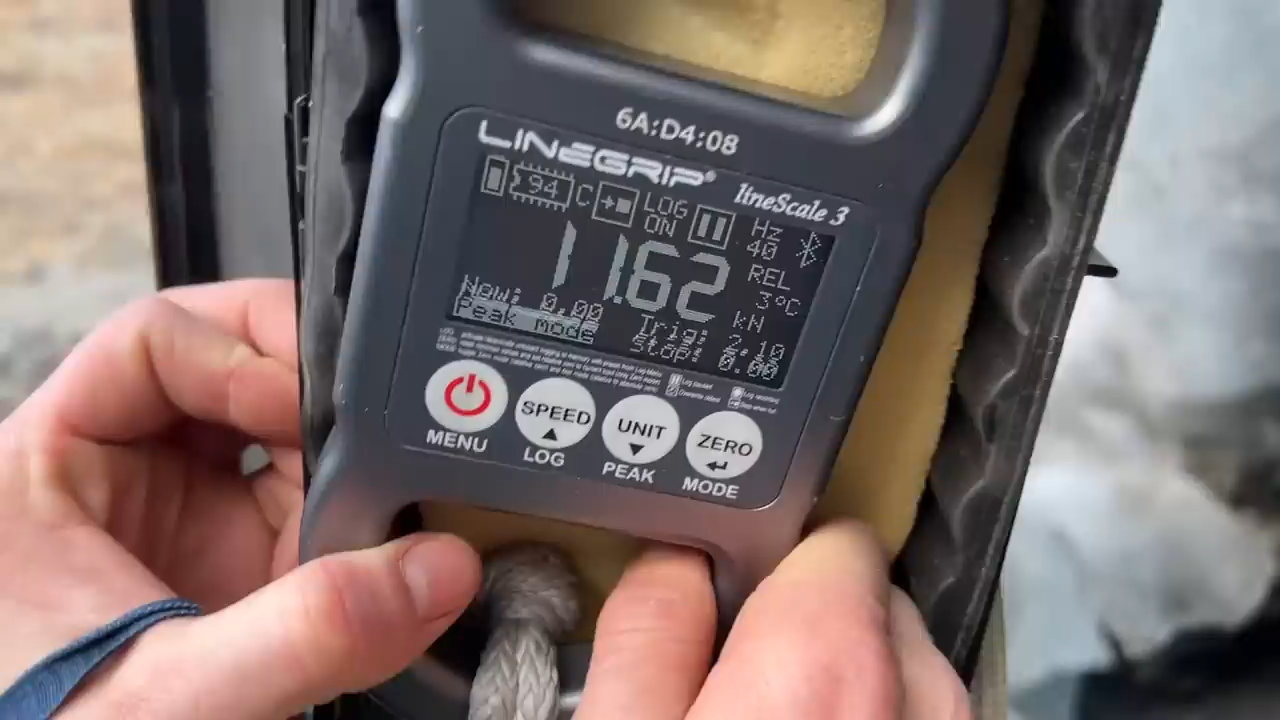 6A:D4:08
LINEGRIP®
lineScale 3
94 C LOG ON Hz 40
11.62
REL
3°C
kN
Now: 0.00 Trig: 2.10
Peak mode Stop: 0.00
SPEED UNIT ZERO
MENU LOG PEAK MODE